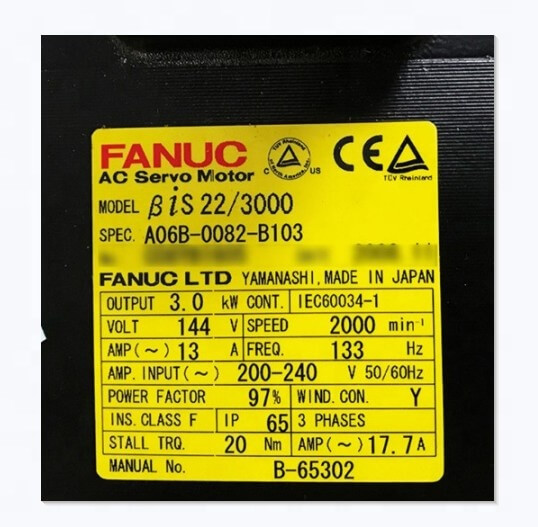 FANUC
AC Servo Motor
C US
TÜV Rheinland
MODEL βiS 22/3000
SPEC. A06B-0082-B103
FANUC LTD YAMANASHI, MADE IN JAPAN
OUTPUT 3.0 kW CONT. IEC60034-1
VOLT 144 V SPEED 2000 min⁻¹
AMP(～) 13 A FREQ. 133 Hz
AMP. INPUT(～) 200-240 V 50/60Hz
POWER FACTOR 97% WIND. CON. Y
INS. CLASS F IP 65 3 PHASES
STALL TRQ. 20 Nm AMP(～) 17.7 A
MANUAL No. B-65302